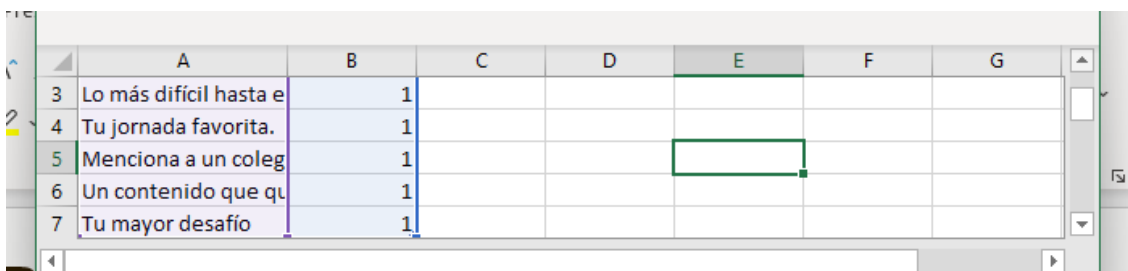 A B C D E F G
3 Lo más difícil hasta e 1
4 Tu jornada favorita. 1
5 Menciona a un coleg 1
6 Un contenido que qu 1
7 Tu mayor desafío 1